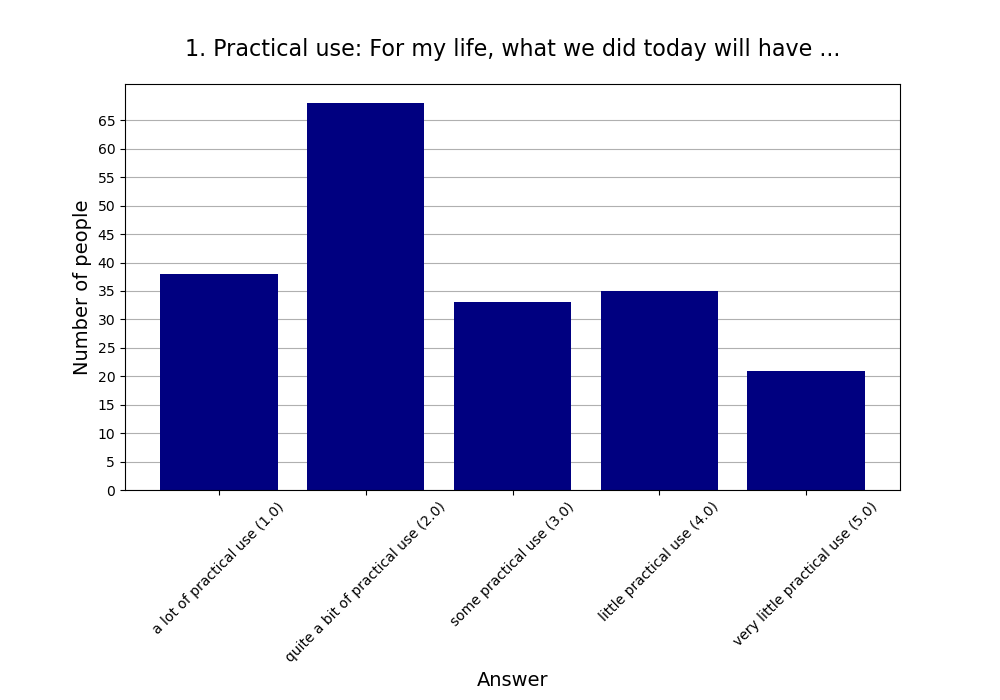 1. Practical use: For my life, what we did today will have ...
Number of people
65
60
55
50
45
40
35
30
25
20
15
10
5
0
a lot of practical use (1.0)
quite a bit of practical use (2.0)
some practical use (3.0)
little practical use (4.0)
very little practical use (5.0)
Answer